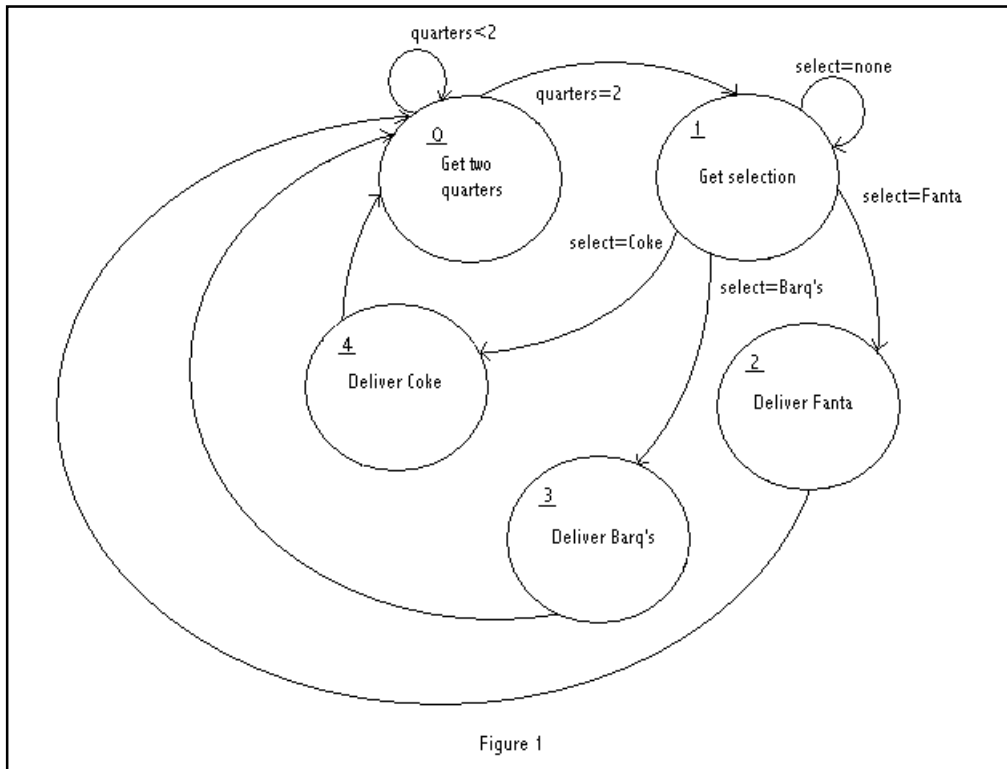 quarters<2
select=none
quarters=2
0
Get two
quarters
1
Get selection
select=Fanta
select=Coke
select=Barq's
4
Deliver Coke
2
Deliver Fanta
3
Deliver Barq's
Figure 1